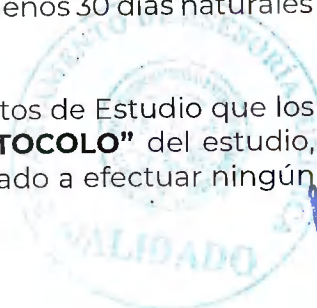 enos 30 días naturales
tos de Estudio que los
TOCOLO” del estudio,
ado a efectuar ningún
VALIDADO